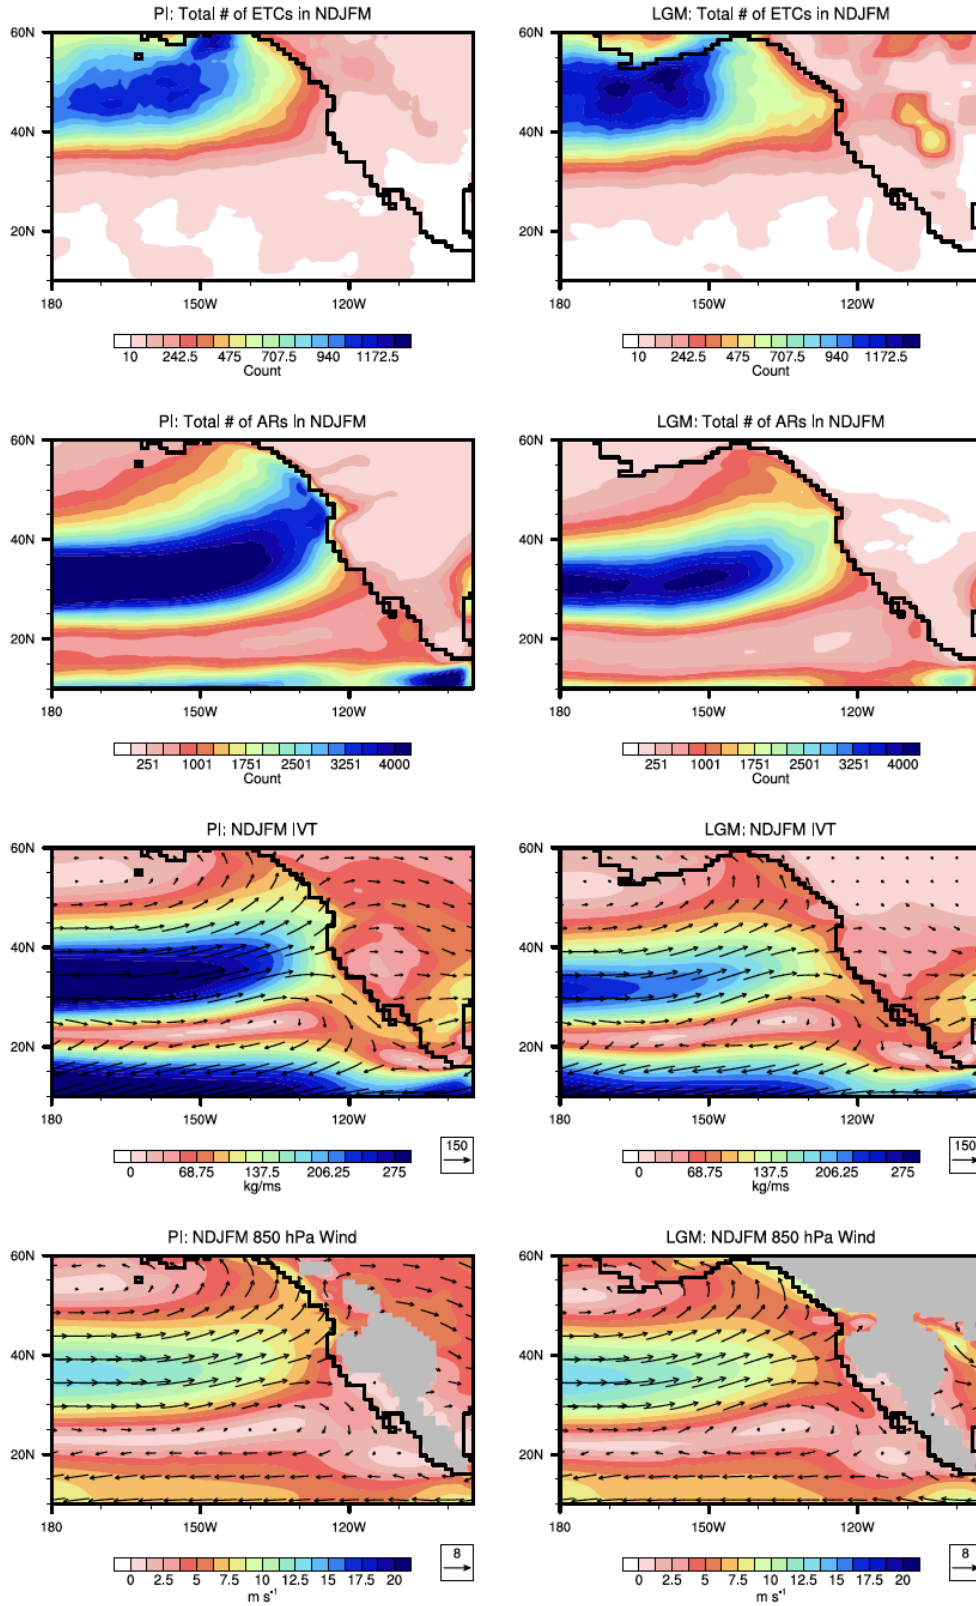 PI: Total # of ETCs in NDJFM
LGM: Total # of ETCs in NDJFM
60N
40N
20N
180 150W 120W
60N
40N
20N
180 150W 120W
10 242.5 475 707.5 940 1172.5
Count
10 242.5 475 707.5 940 1172.5
Count
PI: Total # of ARs In NDJFM
LGM: Total # of ARs In NDJFM
60N
40N
20N
180 150W 120W
60N
40N
20N
180 150W 120W
251 1001 1751 2501 3251 4000
Count
251 1001 1751 2501 3251 4000
Count
PI: NDJFM IVT
LGM: NDJFM IVT
60N
40N
20N
180 150W 120W
60N
40N
20N
180 150W 120W
0 68.75 137.5 206.25 275
kg/ms
150
0 68.75 137.5 206.25 275
kg/ms
150
PI: NDJFM 850 hPa Wind
LGM: NDJFM 850 hPa Wind
60N
40N
20N
180 150W 120W
60N
40N
20N
180 150W 120W
0 2.5 5 7.5 10 12.5 15 17.5 20
m s⁻¹
8
0 2.5 5 7.5 10 12.5 15 17.5 20
m s⁻¹
8